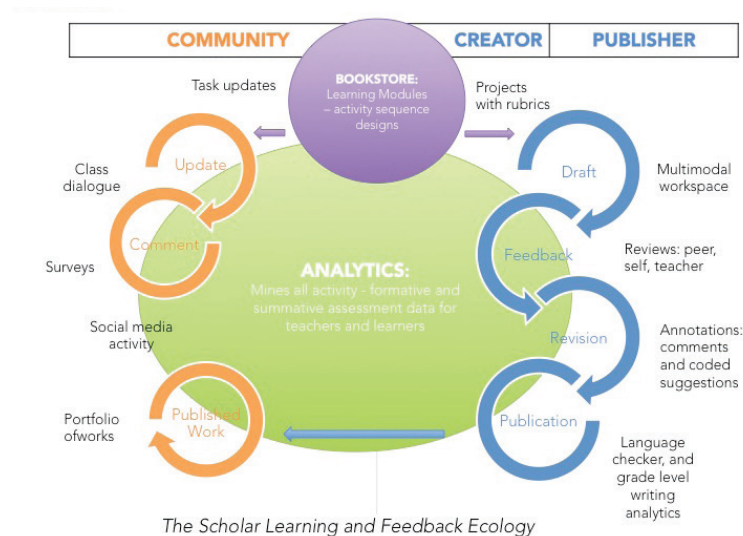 COMMUNITY
CREATOR
PUBLISHER
BOOKSTORE:
Learning Modules
– activity sequence
designs
Task updates
Projects
with rubrics
Update
Class
dialogue
Comment
Surveys
Social media
activity
Published
Work
Portfolio
ofworks
ANALYTICS:
Mines all activity - formative and
summative assessment data for
teachers and learners
Draft
Multimodal
workspace
Feedback
Reviews: peer,
self, teacher
Revision
Annotations:
comments
and coded
suggestions
Publication
Language
checker, and
grade level
writing
analytics
The Scholar Learning and Feedback Ecology